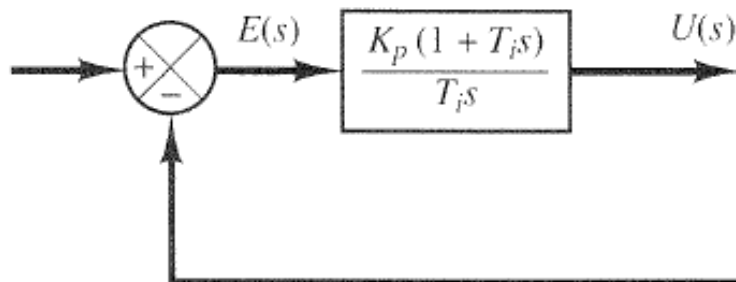 E(s)
K_p (1 + T_i s)
T_i s
U(s)
+
−